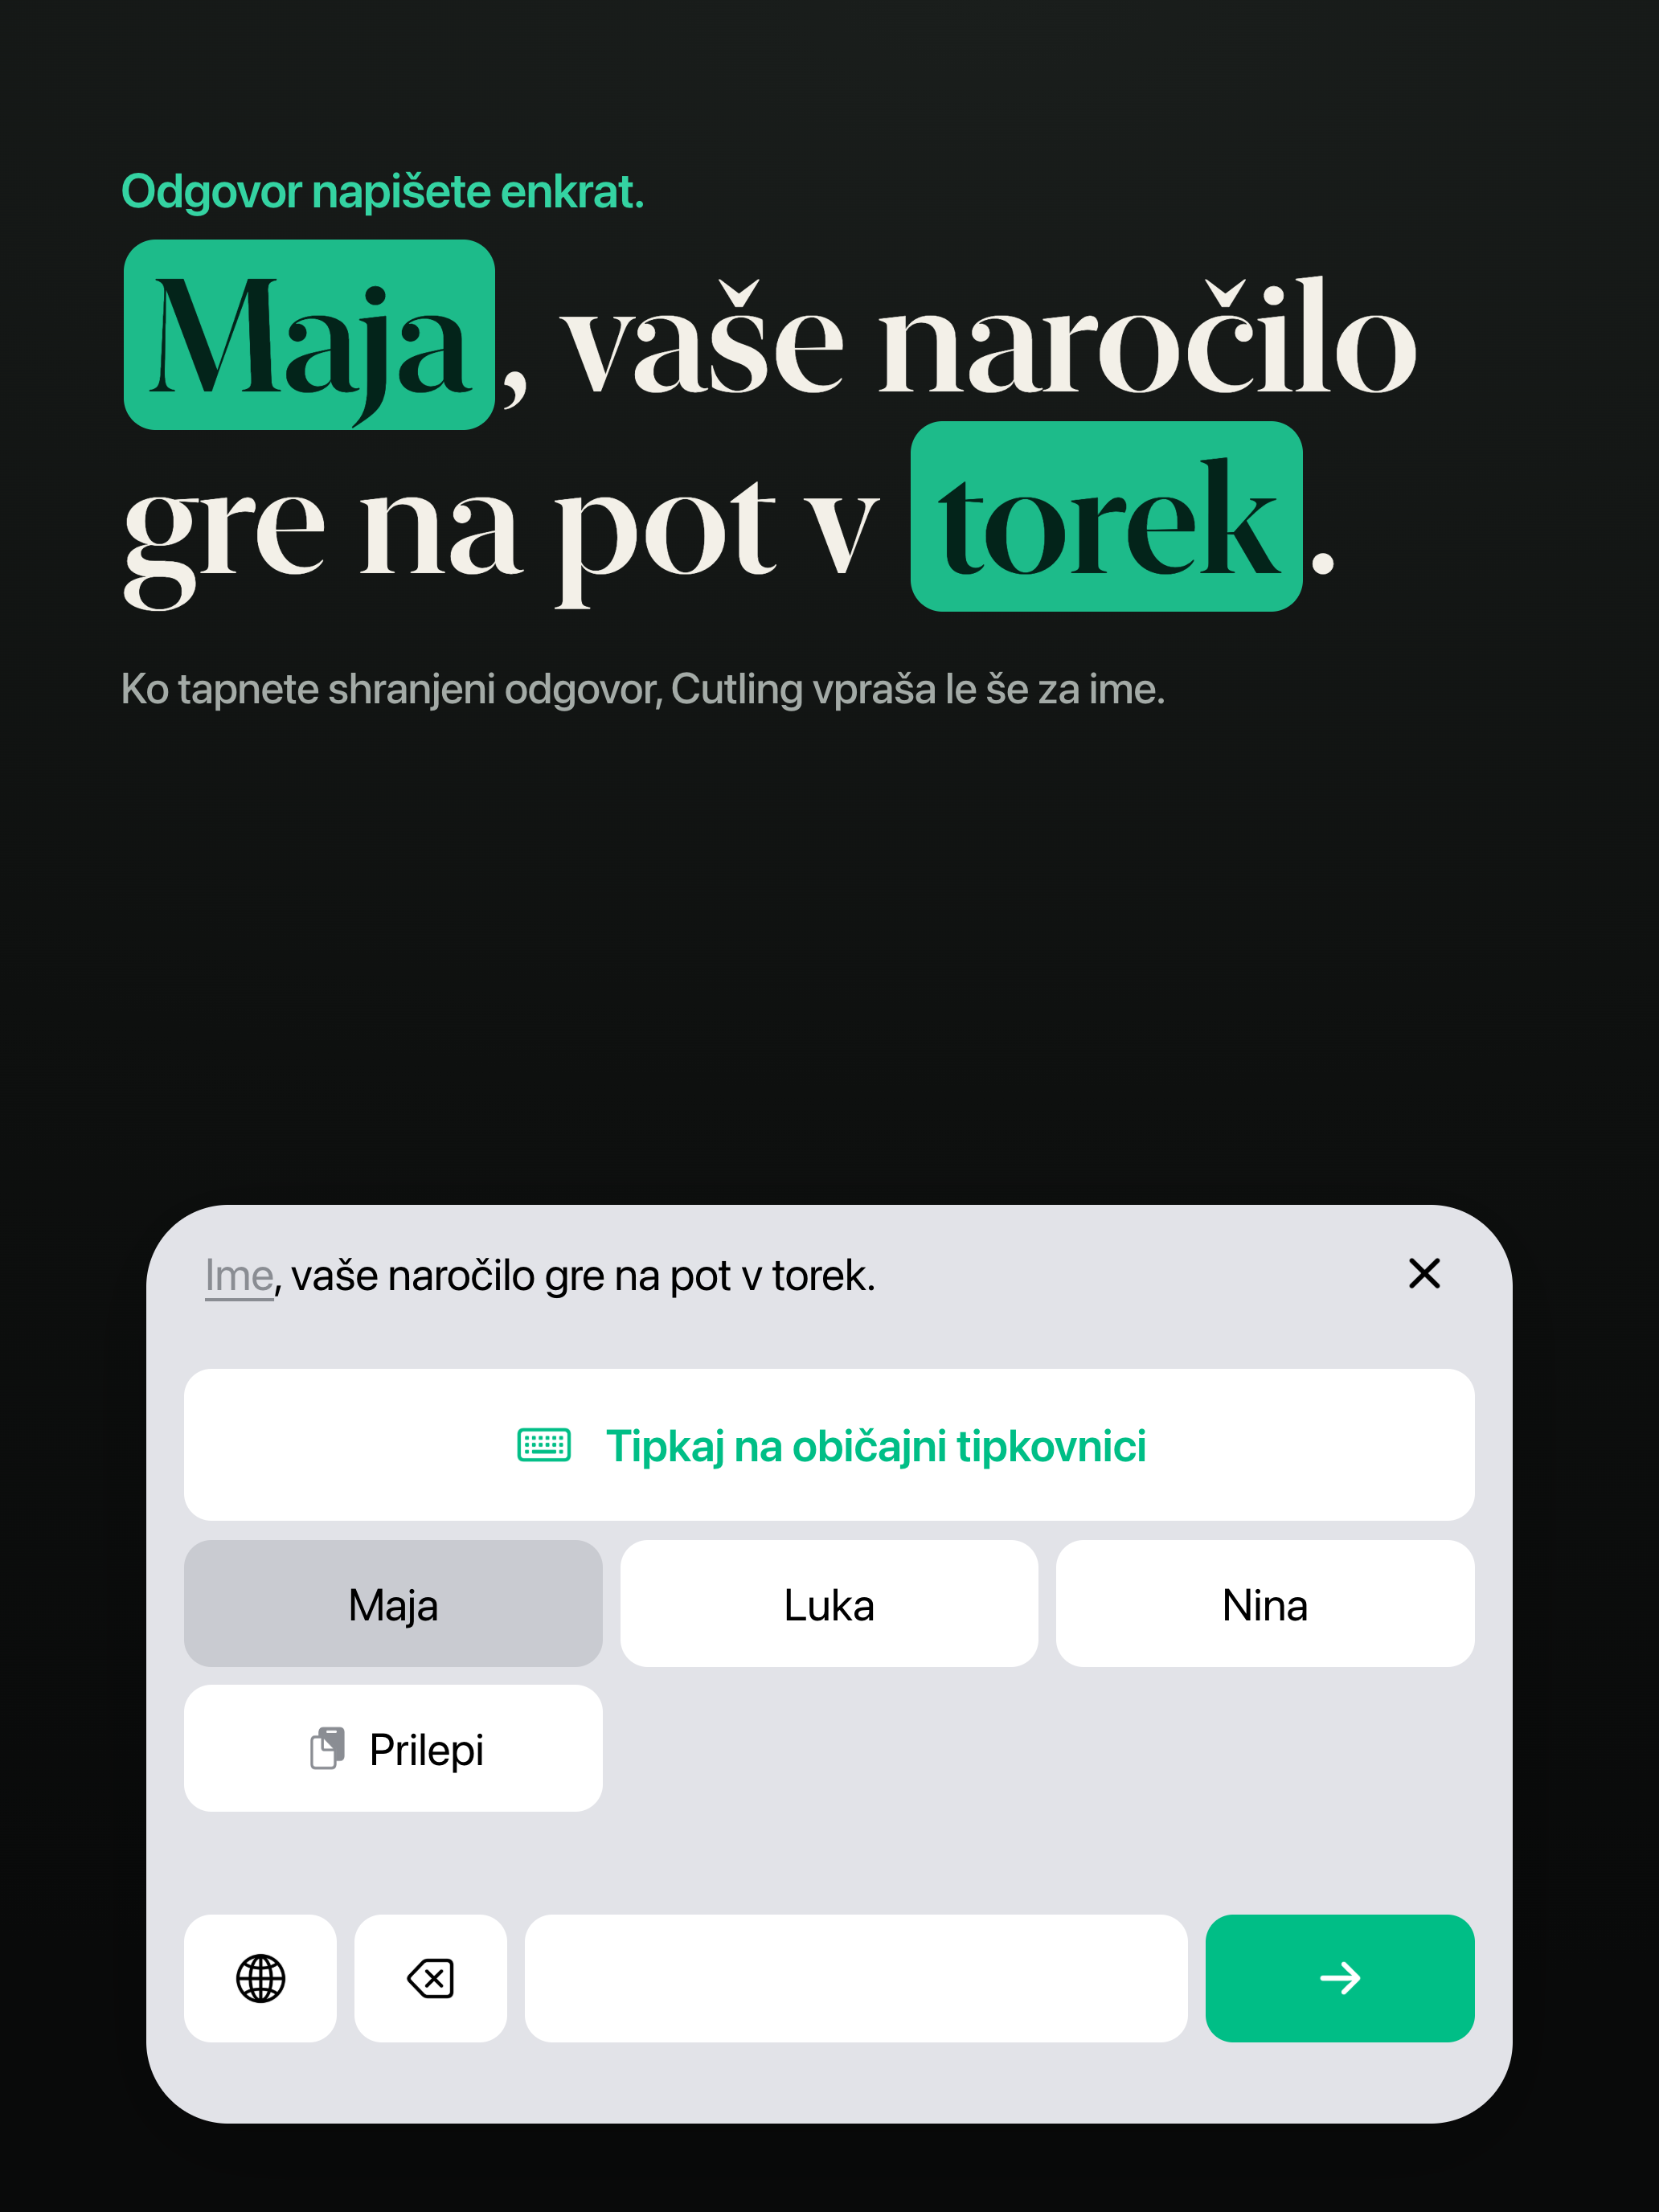 Odgovor napišete enkrat.
Maja, vaše naročilo
gre na pot v torek.
Ko tapnete shranjeni odgovor, Cutling vpraša le še za ime.
Ime, vaše naročilo gre na pot v torek.
Tipkaj na običajni tipkovnici
Maja
Luka
Nina
Prilepi